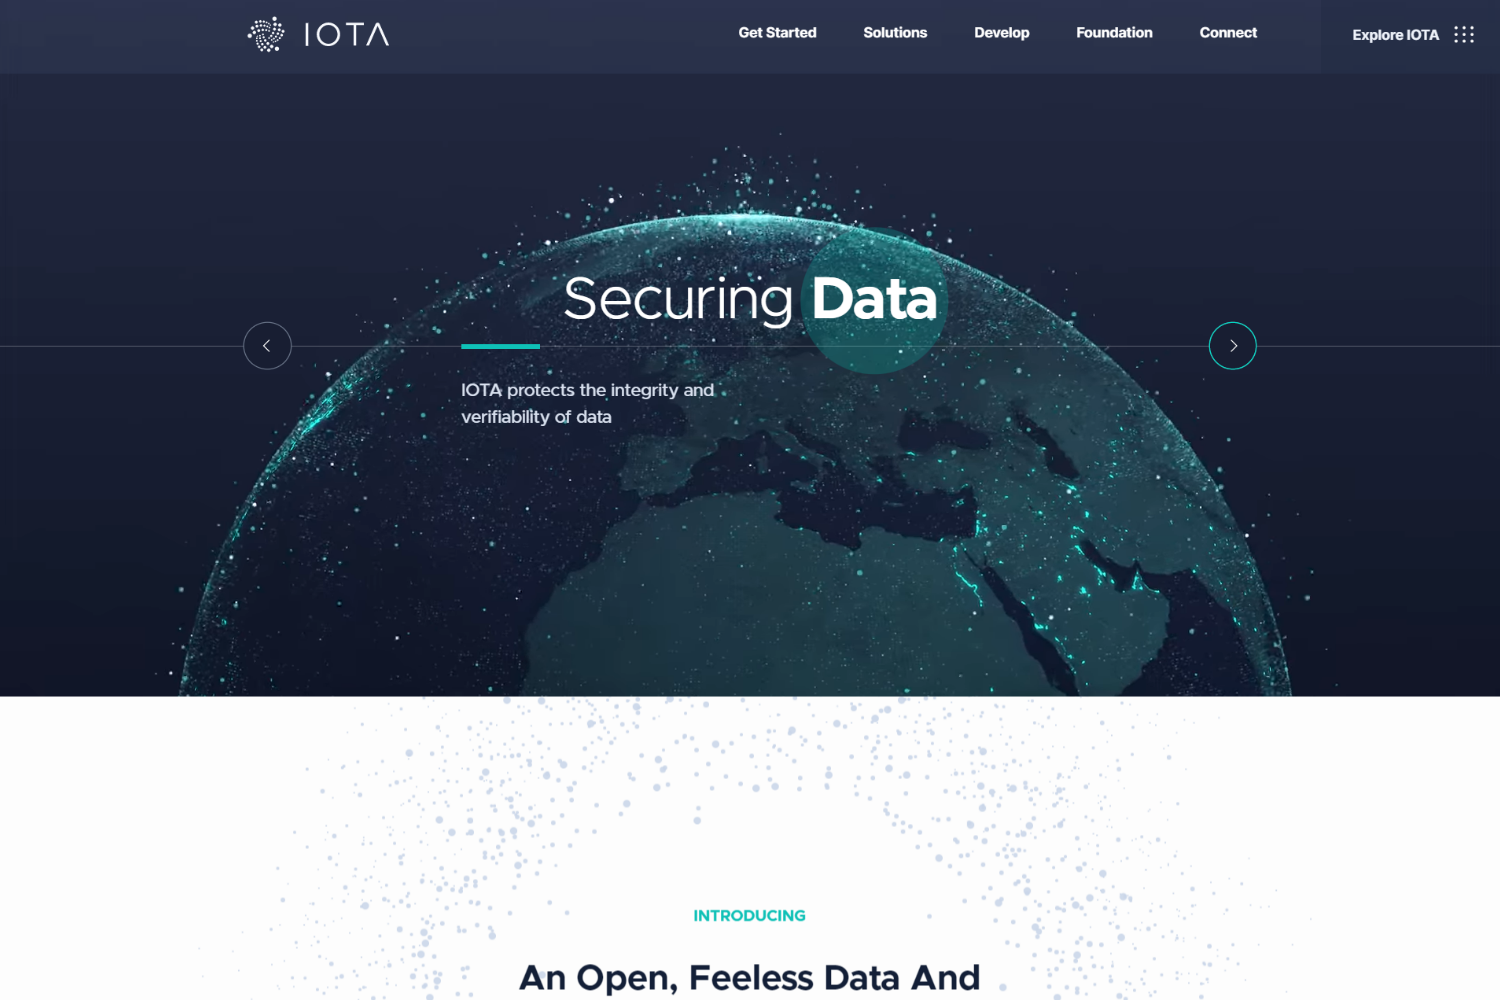 IOTA
Get Started
Solutions
Develop
Foundation
Connect
Explore IOTA
Securing Data
IOTA protects the integrity and
verifiability of data
INTRODUCING
An Open, Feeless Data And